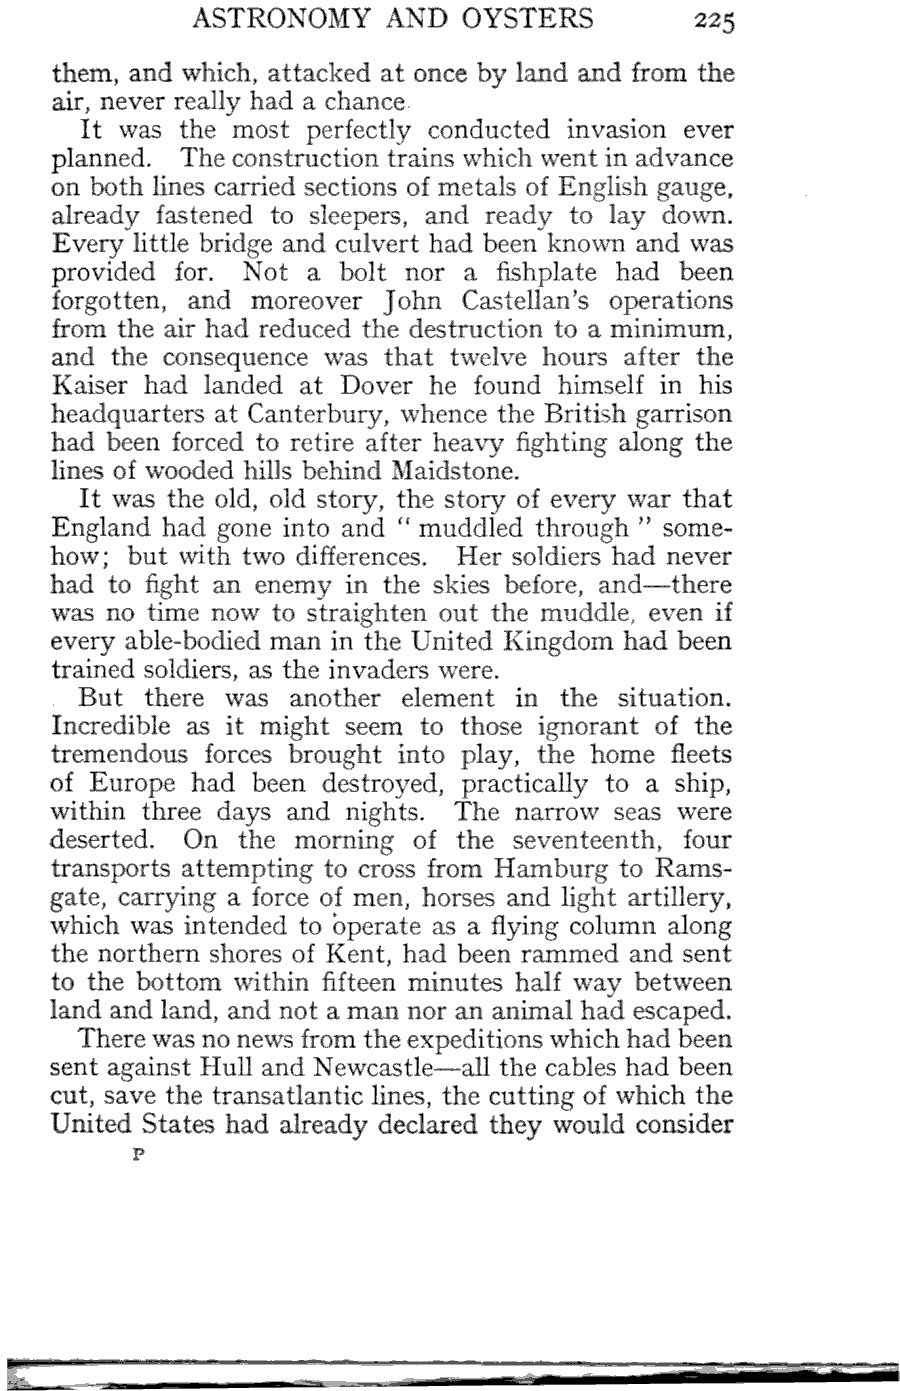 ASTRONOMY AND OYSTERS 225
them, and which, attacked at once by land and from the
air, never really had a chance.
It was the most perfectly conducted invasion ever
planned. The construction trains which went in advance
on both lines carried sections of metals of English gauge,
already fastened to sleepers, and ready to lay down.
Every little bridge and culvert had been known and was
provided for. Not a bolt nor a fishplate had been
forgotten, and moreover John Castellan's operations
from the air had reduced the destruction to a minimum,
and the consequence was that twelve hours after the
Kaiser had landed at Dover he found himself in his
headquarters at Canterbury, whence the British garrison
had been forced to retire after heavy fighting along the
lines of wooded hills behind Maidstone.
It was the old, old story, the story of every war that
England had gone into and " muddled through " some-
how; but with two differences. Her soldiers had never
had to fight an enemy in the skies before, and—there
was no time now to straighten out the muddle, even if
every able-bodied man in the United Kingdom had been
trained soldiers, as the invaders were.
But there was another element in the situation.
Incredible as it might seem to those ignorant of the
tremendous forces brought into play, the home fleets
of Europe had been destroyed, practically to a ship,
within three days and nights. The narrow seas were
deserted. On the morning of the seventeenth, four
transports attempting to cross from Hamburg to Rams-
gate, carrying a force of men, horses and light artillery,
which was intended to operate as a flying column along
the northern shores of Kent, had been rammed and sent
to the bottom within fifteen minutes half way between
land and land, and not a man nor an animal had escaped.
There was no news from the expeditions which had been
sent against Hull and Newcastle—all the cables had been
cut, save the transatlantic lines, the cutting of which the
United States had already declared they would consider
P